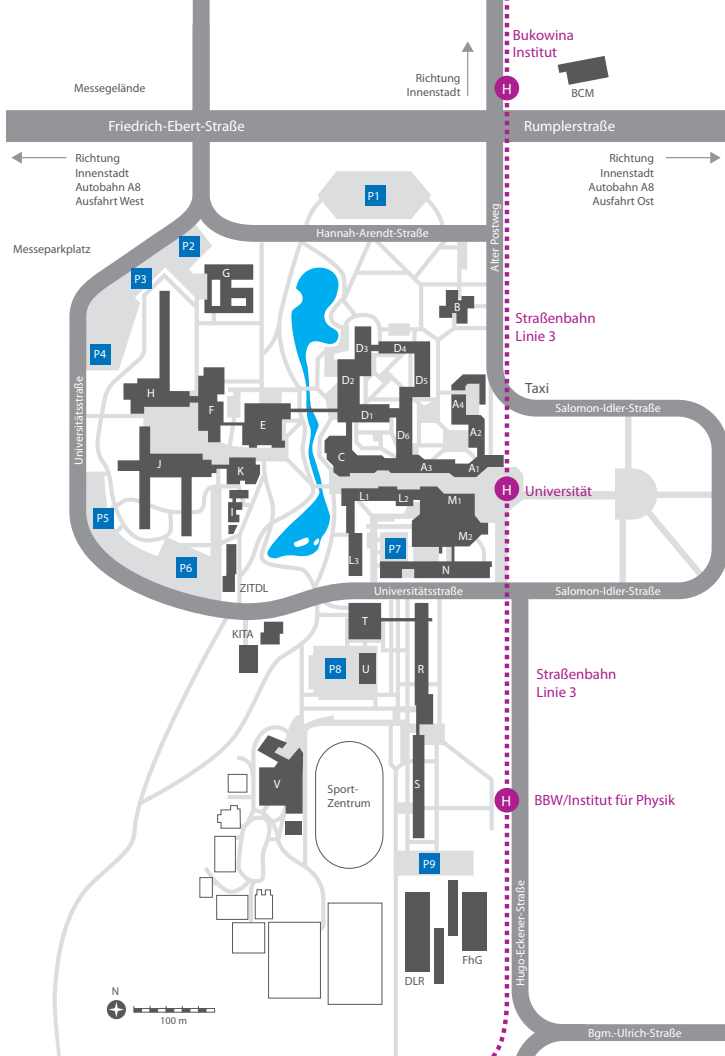 Bukowina
Institut
H
BCM
Richtung
Innenstadt
Messegelände
Friedrich-Ebert-Straße
Rumplerstraße
Richtung
Innenstadt
Autobahn A8
Ausfahrt West
Richtung
Innenstadt
Autobahn A8
Ausfahrt Ost
P1
Hannah-Arendt-Straße
Alter Postweg
Messeparkplatz
P2
P3
G
B
Straßenbahn
Linie 3
P4
D3
D4
D2
D5
H
F
E
D1
D6
A4
A2
Taxi
Salomon-Idler-Straße
Universitätsstraße
J
K
C
A3
A1
I
L1
L2
M1
H
Universität
P5
M2
P6
P7
L3
N
ZITDL
Universitätsstraße
Salomon-Idler-Straße
KITA
T
P8
U
R
Straßenbahn
Linie 3
V
Sport-
Zentrum
S
H
BBW/Institut für Physik
P9
Hugo-Eckener-Straße
DLR
FhG
N
100 m
Bgm.-Ulrich-Straße